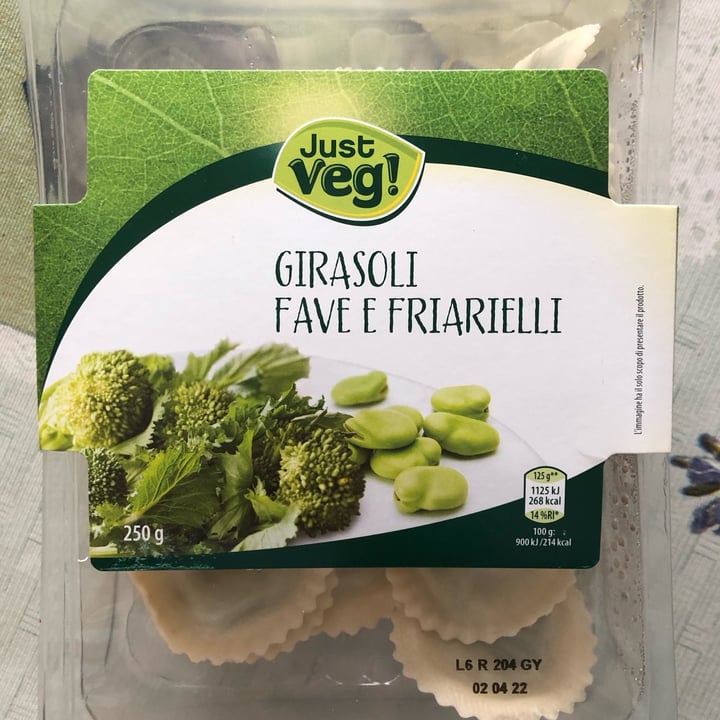 Just
veg!
GIRASOLI
FAVE E FRIARIELLI
L'immagine ha il solo scopo di presentare il prodotto.
125 g**
1125 kJ
268 kcal
14 %RI*
100 g:
900 kJ /214 kcal
250 g
L6 R 204 GY
02 04 22